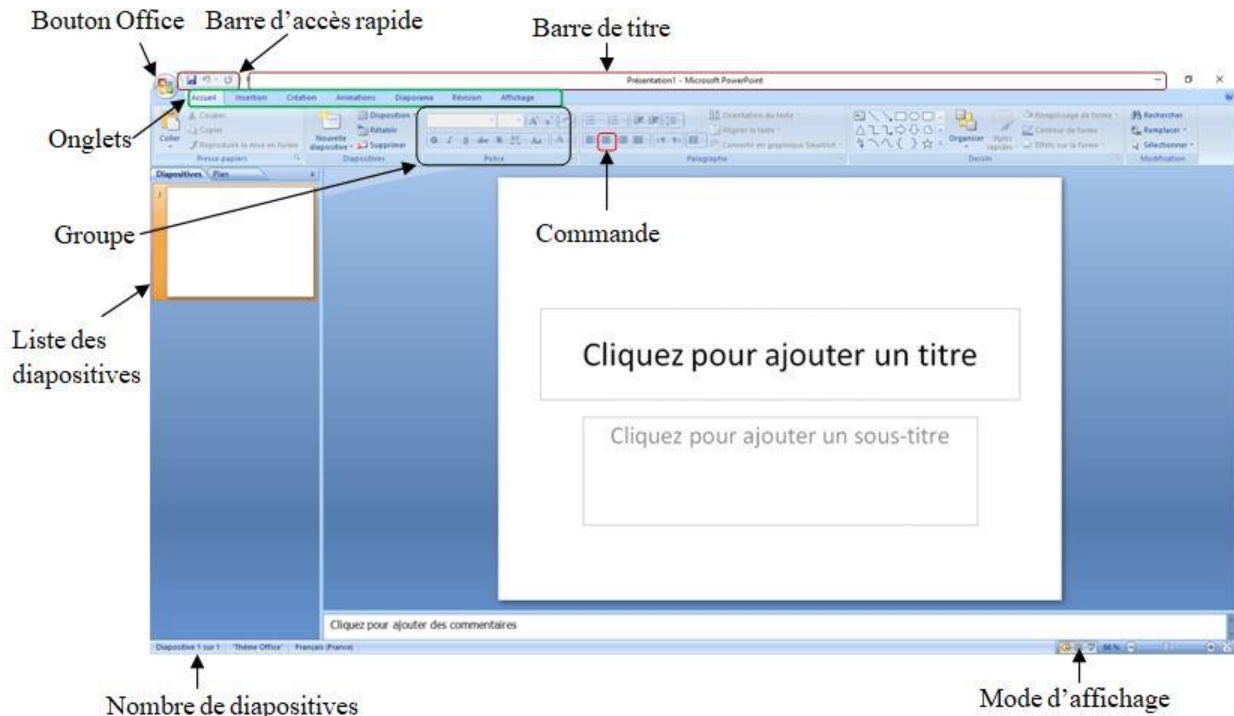 Bouton Office
Barre d'accès rapide
Barre de titre
Présentation1 - Microsoft PowerPoint
Accueil Insertion Création Animations Diaporama Révision Affichage
Onglets
Coller
Couper
Copier
Reproduire la mise en forme
Presse-papiers
Nouvelle diapositive
Disposition
Rétablir
Supprimer
Diapositives
Police
Orientation du texte
Aligner le texte
Convertir en graphique SmartArt
Paragraphe
Organiser
Styles rapides
Remplissage de forme
Contour de forme
Effets sur la forme
Dessin
Rechercher
Remplacer
Sélectionner
Modification
Diapositives Plan
1
Groupe
Commande
Liste des
diapositives
Cliquez pour ajouter un titre
Cliquez pour ajouter un sous-titre
Cliquez pour ajouter des commentaires
Diapositive 1 sur 1 "Thème Office" Français (France)
86 %
Nombre de diapositives
Mode d'affichage